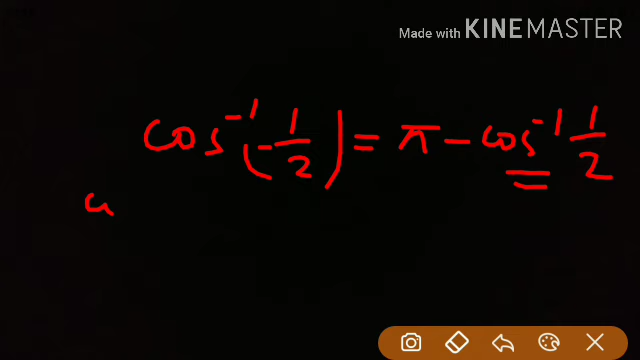 Made with KINEMASTER
cos⁻¹(-1/2) = π - cos⁻¹ 1/2